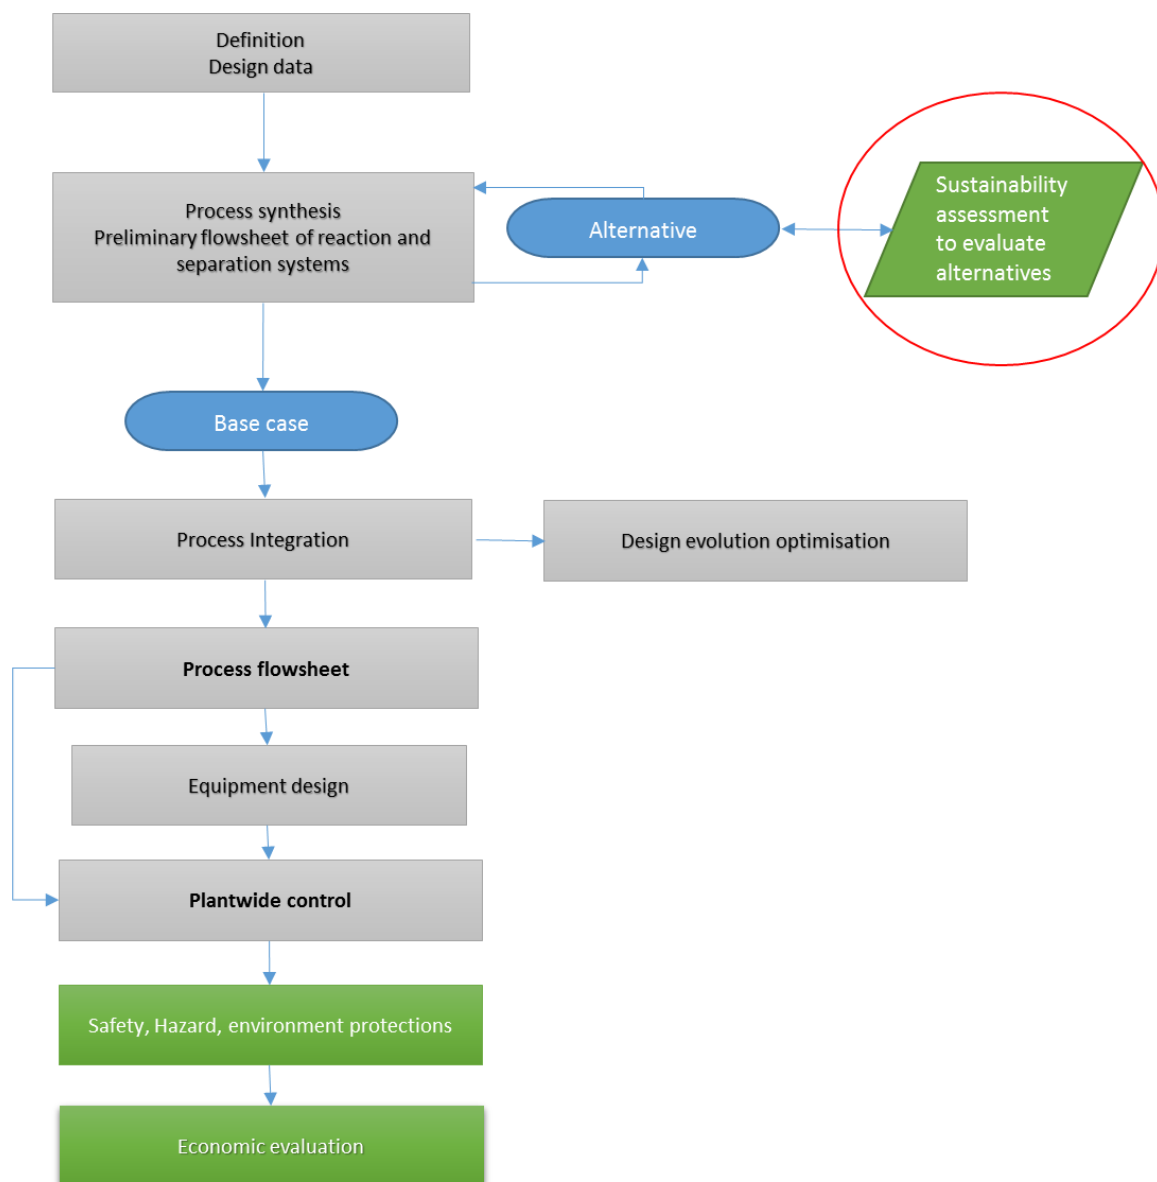 Definition
Design data
Process synthesis
Preliminary flowsheet of reaction and
separation systems
Alternative
Sustainability
assessment
to evaluate
alternatives
Base case
Process Integration
Design evolution optimisation
Process flowsheet
Equipment design
Plantwide control
Safety, Hazard, environment protections
Economic evaluation